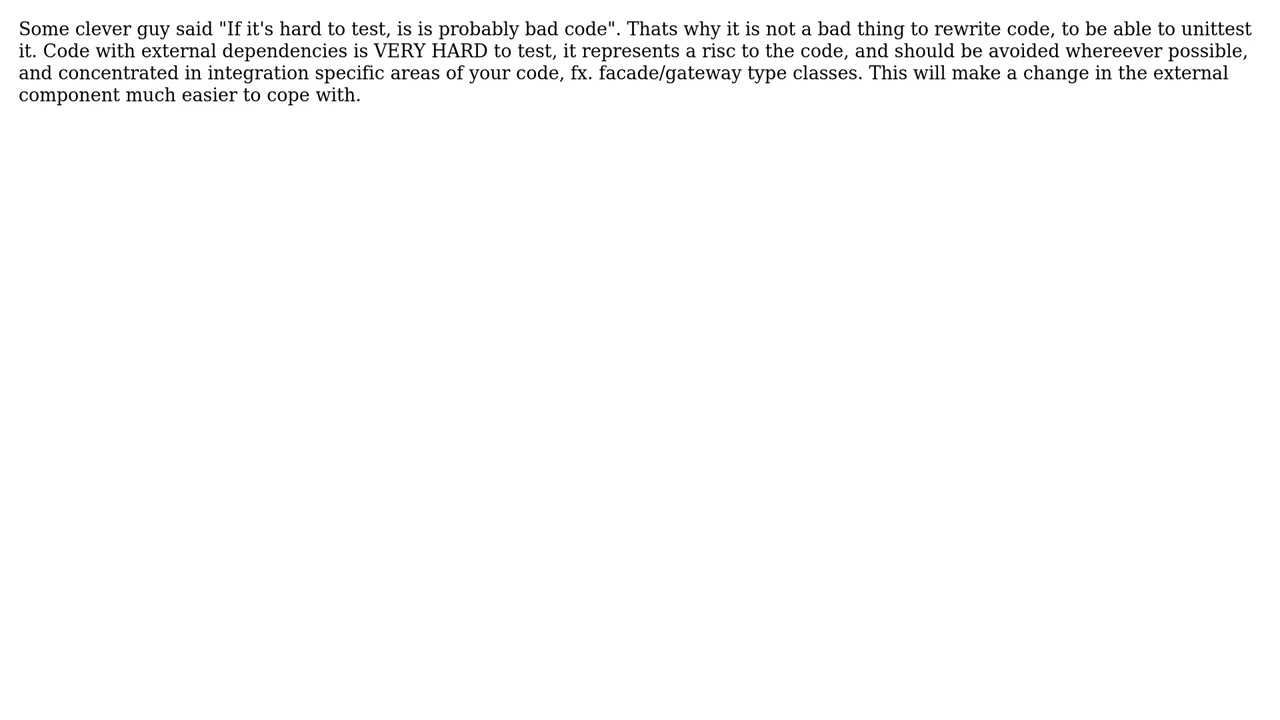 Some clever guy said "If it's hard to test, is is probably bad code". Thats why it is not a bad thing to rewrite code, to be able to unittest
it. Code with external dependencies is VERY HARD to test, it represents a risc to the code, and should be avoided whereever possible,
and concentrated in integration specific areas of your code, fx. facade/gateway type classes. This will make a change in the external
component much easier to cope with.